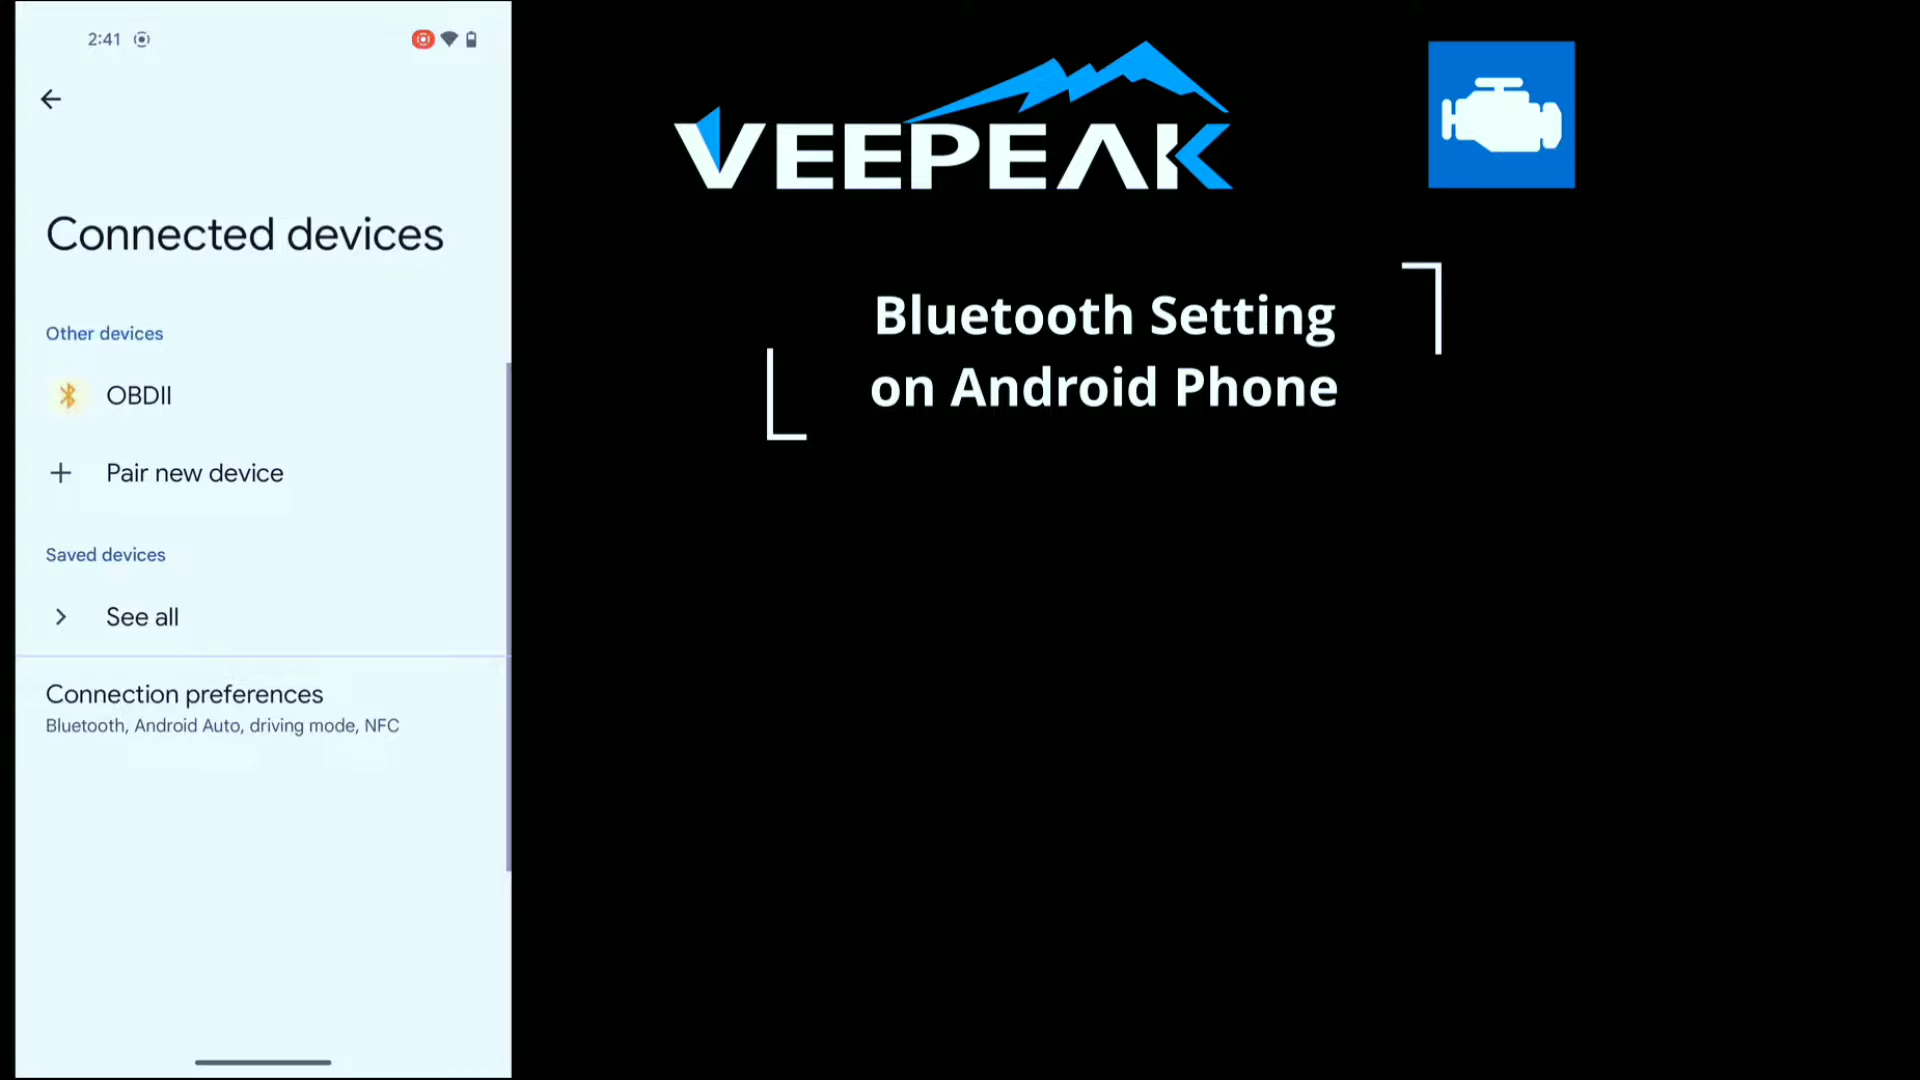 2:41
Connected devices
Other devices
OBDII
Pair new device
Saved devices
See all
Connection preferences
Bluetooth, Android Auto, driving mode, NFC
VEEPEAK
Bluetooth Setting
on Android Phone